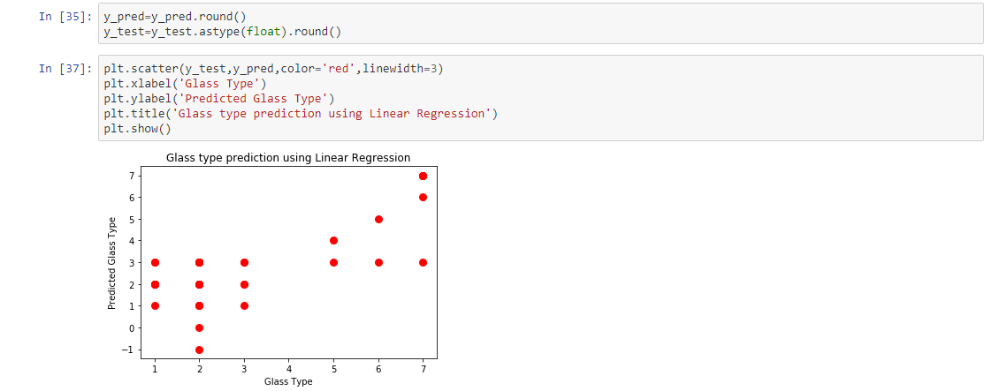 In [35]: y_pred=y_pred.round()
y_test=y_test.astype(float).round()
In [37]: plt.scatter(y_test,y_pred,color='red',linewidth=3)
plt.xlabel('Glass Type')
plt.ylabel('Predicted Glass Type')
plt.title('Glass type prediction using Linear Regression')
plt.show()
Glass type prediction using Linear Regression
Predicted Glass Type
7
6
5
4
3
2
1
0
−1
1 2 3 4 5 6 7
Glass Type